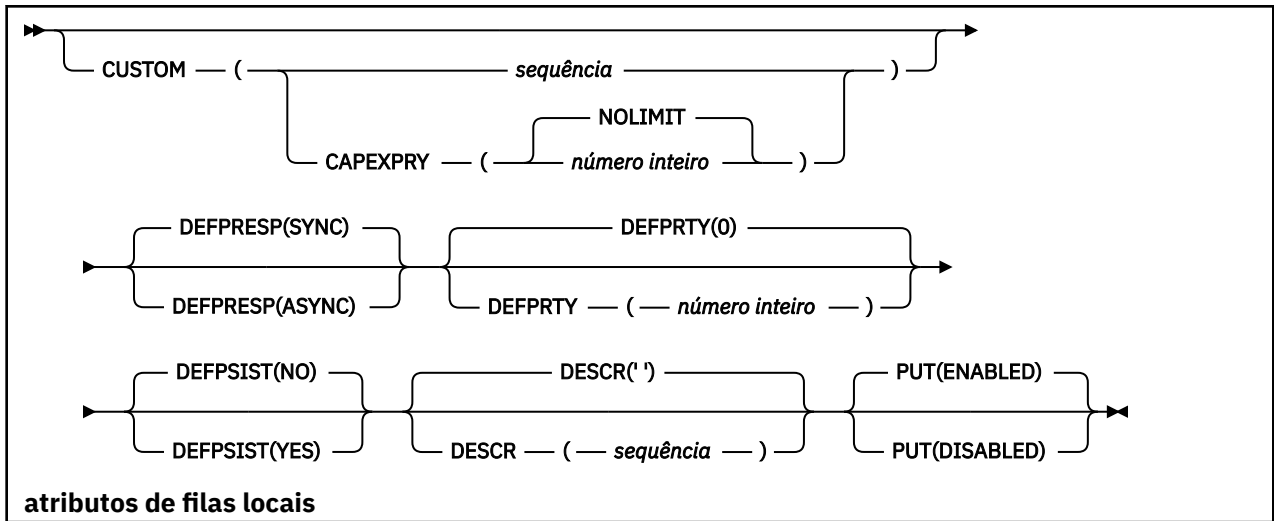 CUSTOM ( sequência )
NOLIMIT
CAPEXPRY ( número inteiro )
DEFPRESP(SYNC) DEFPRTY(0)
DEFPRESP(ASYNC) DEFPRTY ( número inteiro )
DEFPSIST(NO) DESCR(' ') PUT(ENABLED)
DEFPSIST(YES) DESCR ( sequência ) PUT(DISABLED)
atributos de filas locais